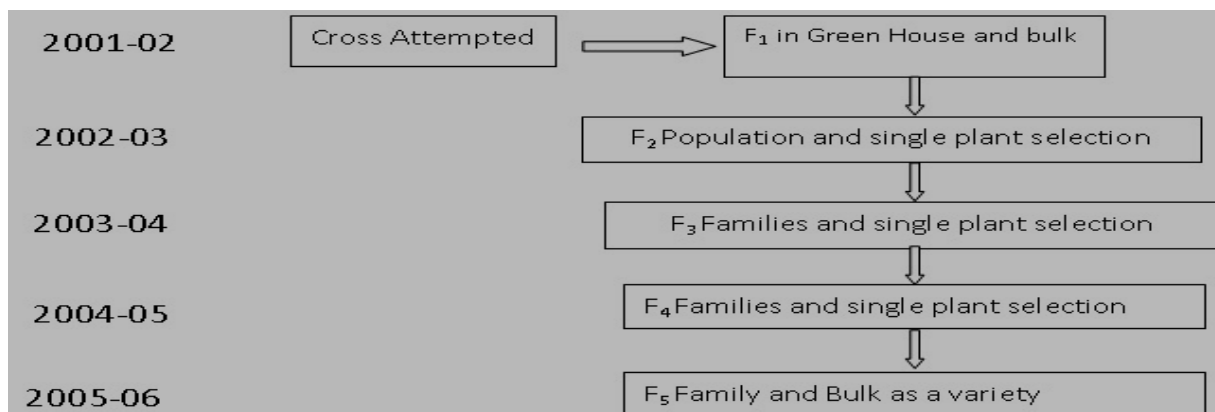 2001-02 Cross Attempted F₁ in Green House and bulk
2002-03 F₂ Population and single plant selection
2003-04 F₃ Families and single plant selection
2004-05 F₄ Families and single plant selection
2005-06 F₅ Family and Bulk as a variety